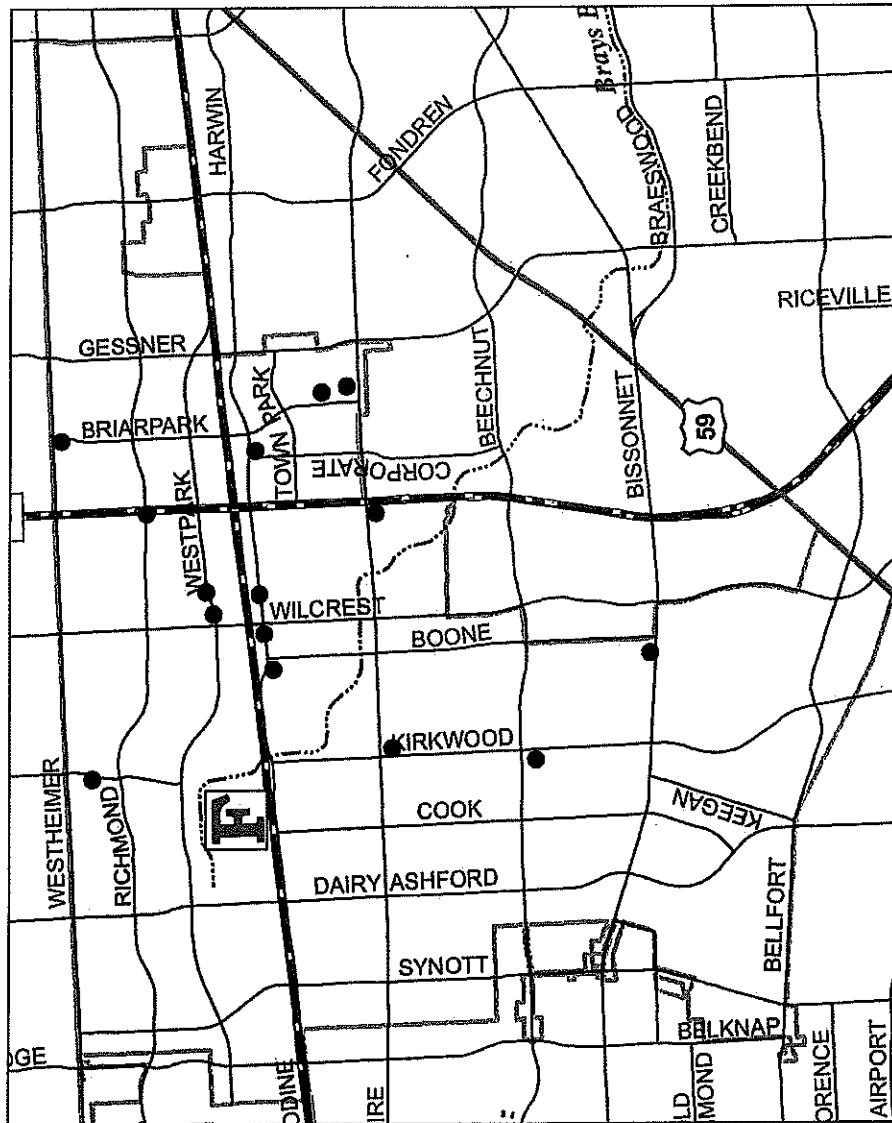 Brays B
HARWIN
FONDREN
BRAESWOOD
CREEKBEND
RICEVILLE
GESSNER
BEECHNUT
BRIARPARK
TOWN PARK
CORPORATE
BISSONNET
59
WESTPARK
WILCREST
BOONE
KIRKWOOD
WESTHEIMER
RICHMOND
F
COOK
KEEGAN
DAIRY ASHFORD
BELLFORT
SYNOTT
BELKNAP
DGE
ODINE
IRE
LD
MOND
ORENCE
AIRPORT